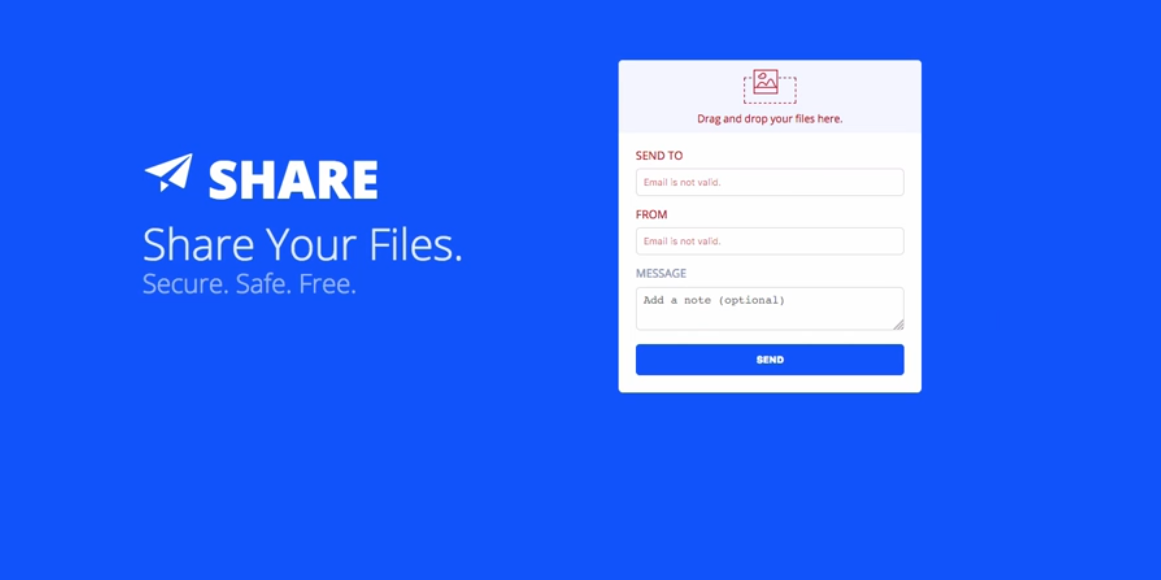 SHARE
Share Your Files.
Secure. Safe. Free.
Drag and drop your files here.
SEND TO
Email is not valid.
FROM
Email is not valid.
MESSAGE
Add a note (optional)
SEND